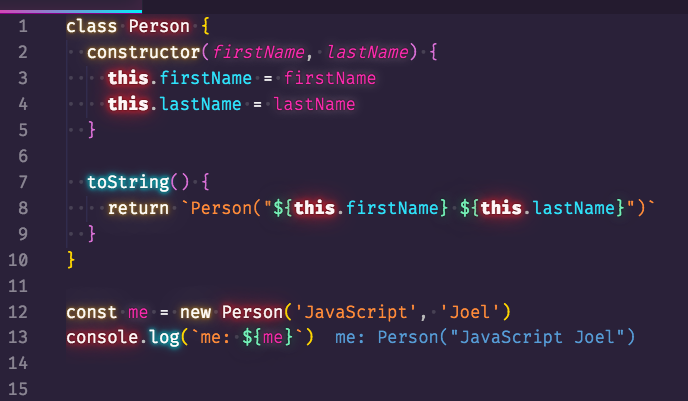 1 class Person {
2   constructor(firstName, lastName) {
3     this.firstName = firstName
4     this.lastName = lastName
5   }
6
7   toString() {
8     return `Person("${this.firstName} ${this.lastName}")`
9   }
10 }
11
12 const me = new Person('JavaScript', 'Joel')
13 console.log(`me: ${me}`)  me: Person("JavaScript Joel")
14
15